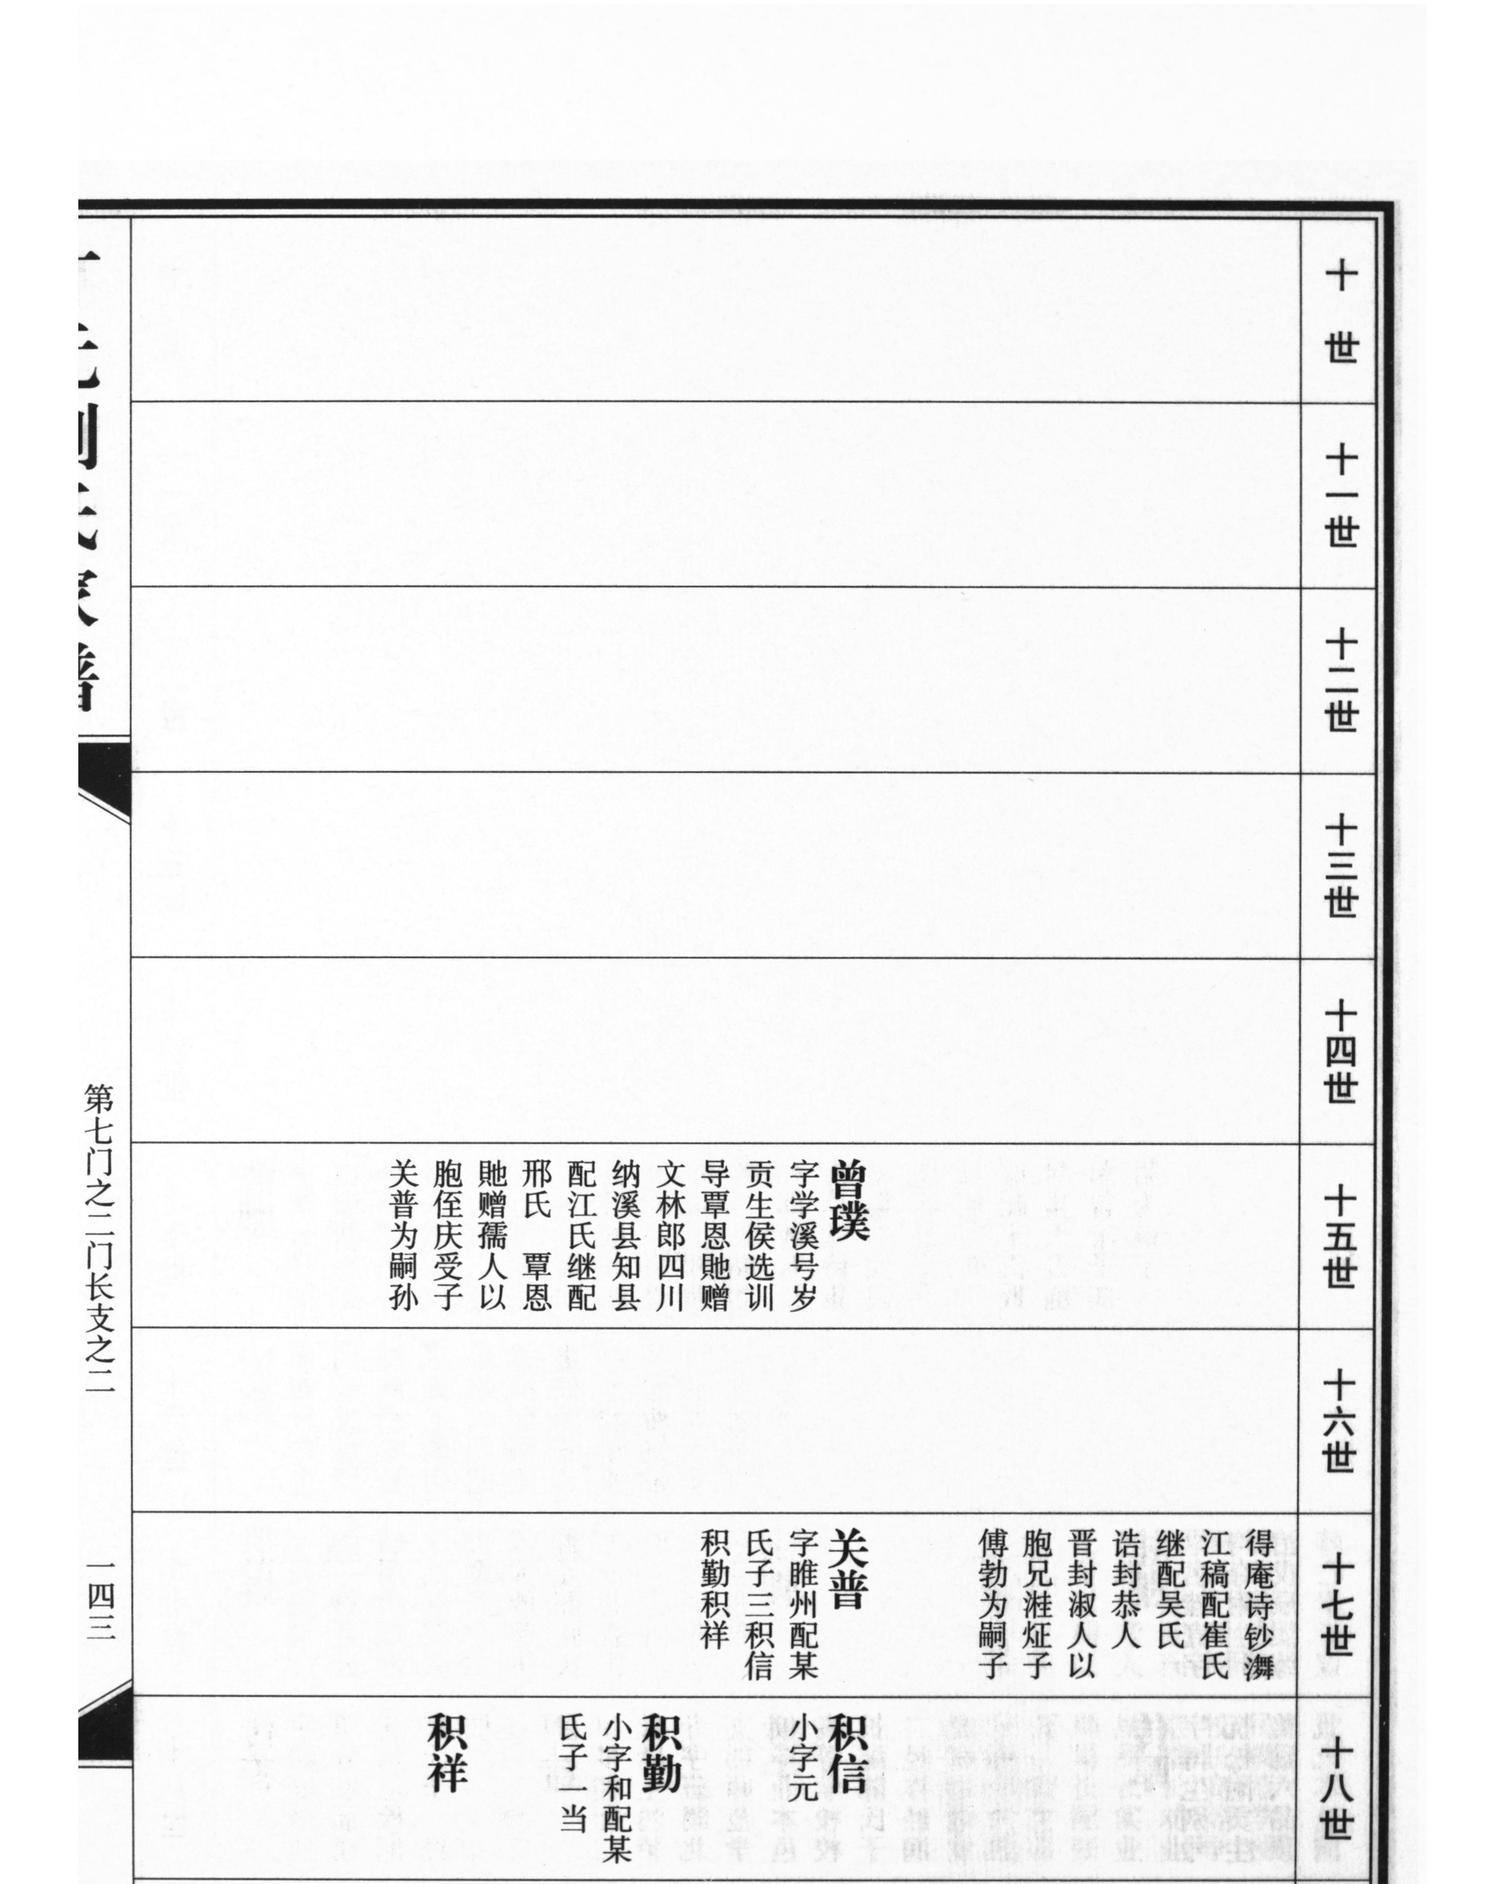 十世
十一世
十二世
十三世
十四世
十五世
曾璞
字学溪号岁
贡生侯选训
导覃恩貤赠
文林郎四川
纳溪县知县
配江氏继配
邢氏　覃恩
貤赠孺人以
胞侄庆受子
关普为嗣孙
十六世
十七世
得庵诗钞瀰
江稿配崔氏
继配吴氏
诰封恭人
晋封淑人以
胞兄溎烶子
傅勃为嗣子
关普
字睢州配某
氏子三积信
积勤积祥
十八世
积信
小字元
积勤
小字和配某
氏子一当
积祥
氏家谱
第七门之二门长支之二
一四三